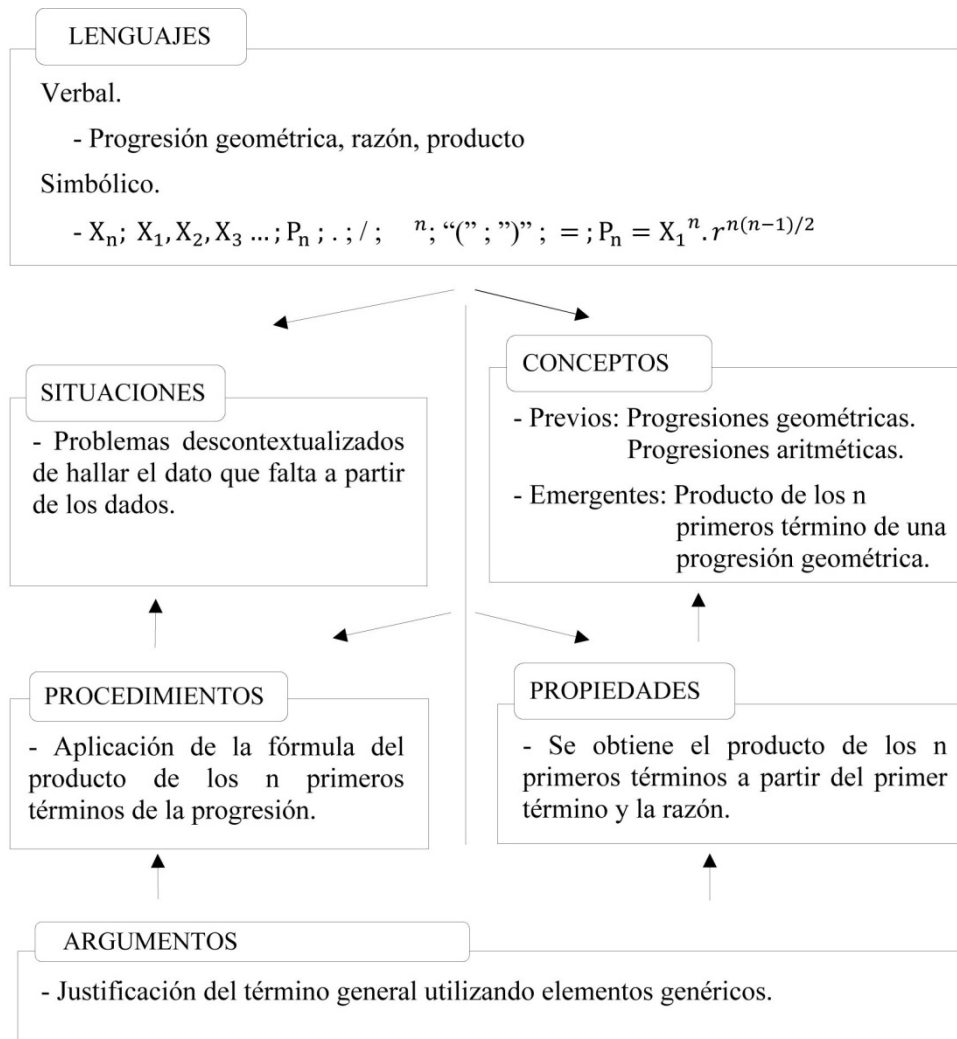 LENGUAJES
Verbal.
- Progresión geométrica, razón, producto
Simbólico.
- Xₙ; X₁, X₂, X₃ …; Pₙ ; . ; / ; ⁿ; “(” ; ”)” ; = ; Pₙ = X₁ⁿ. rⁿ⁽ⁿ⁻¹⁾/²
SITUACIONES
- Problemas descontextualizados
de hallar el dato que falta a partir
de los dados.
CONCEPTOS
- Previos: Progresiones geométricas.
Progresiones aritméticas.
- Emergentes: Producto de los n
primeros término de una
progresión geométrica.
PROCEDIMIENTOS
- Aplicación de la fórmula del
producto de los n primeros
términos de la progresión.
PROPIEDADES
- Se obtiene el producto de los n
primeros términos a partir del primer
término y la razón.
ARGUMENTOS
- Justificación del término general utilizando elementos genéricos.